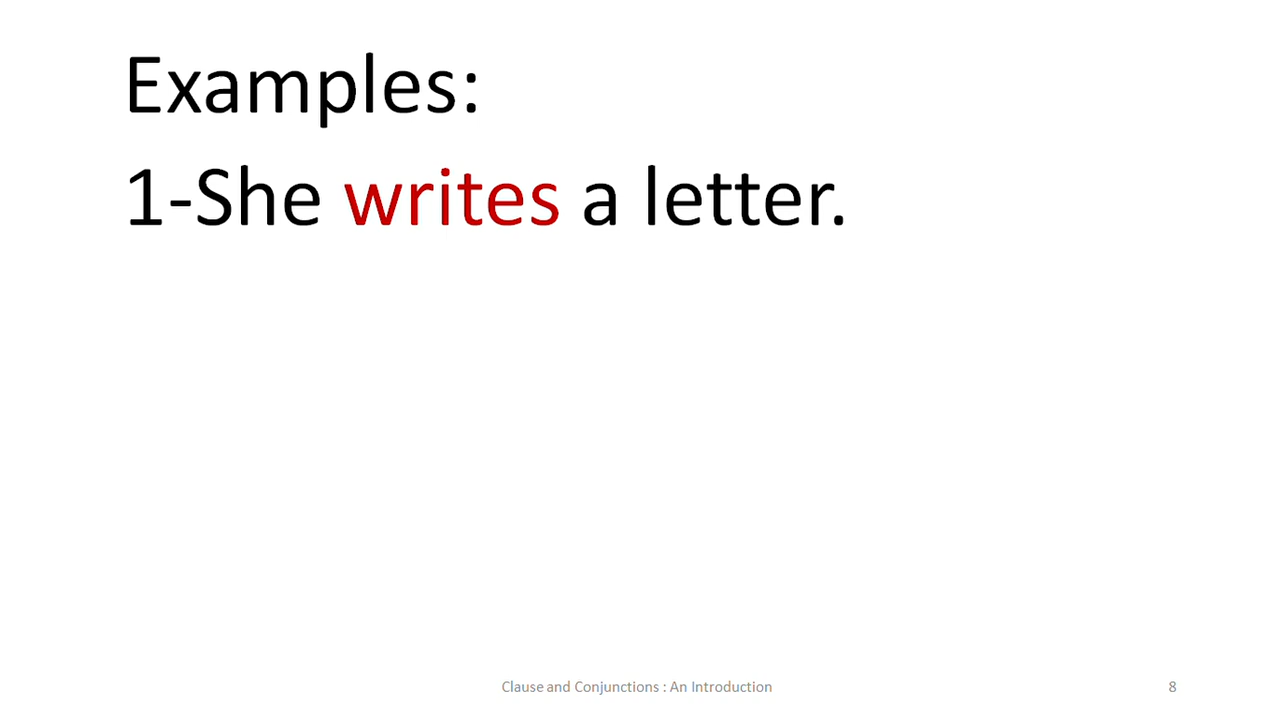 Examples:
1-She writes a letter.
Clause and Conjunctions : An Introduction
8